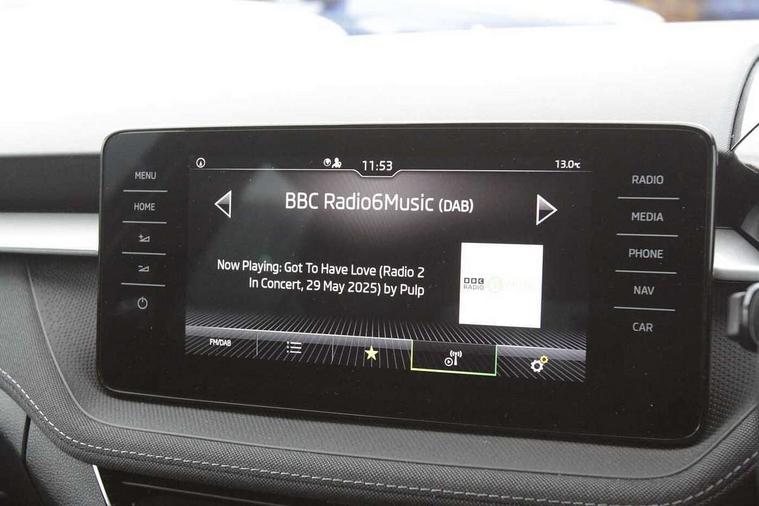 MENU
HOME
11:53
13.0°C
BBC Radio6Music (DAB)
Now Playing: Got To Have Love (Radio 2
In Concert, 29 May 2025) by Pulp
BBC
RADIO
FM/DAB
RADIO
MEDIA
PHONE
NAV
CAR